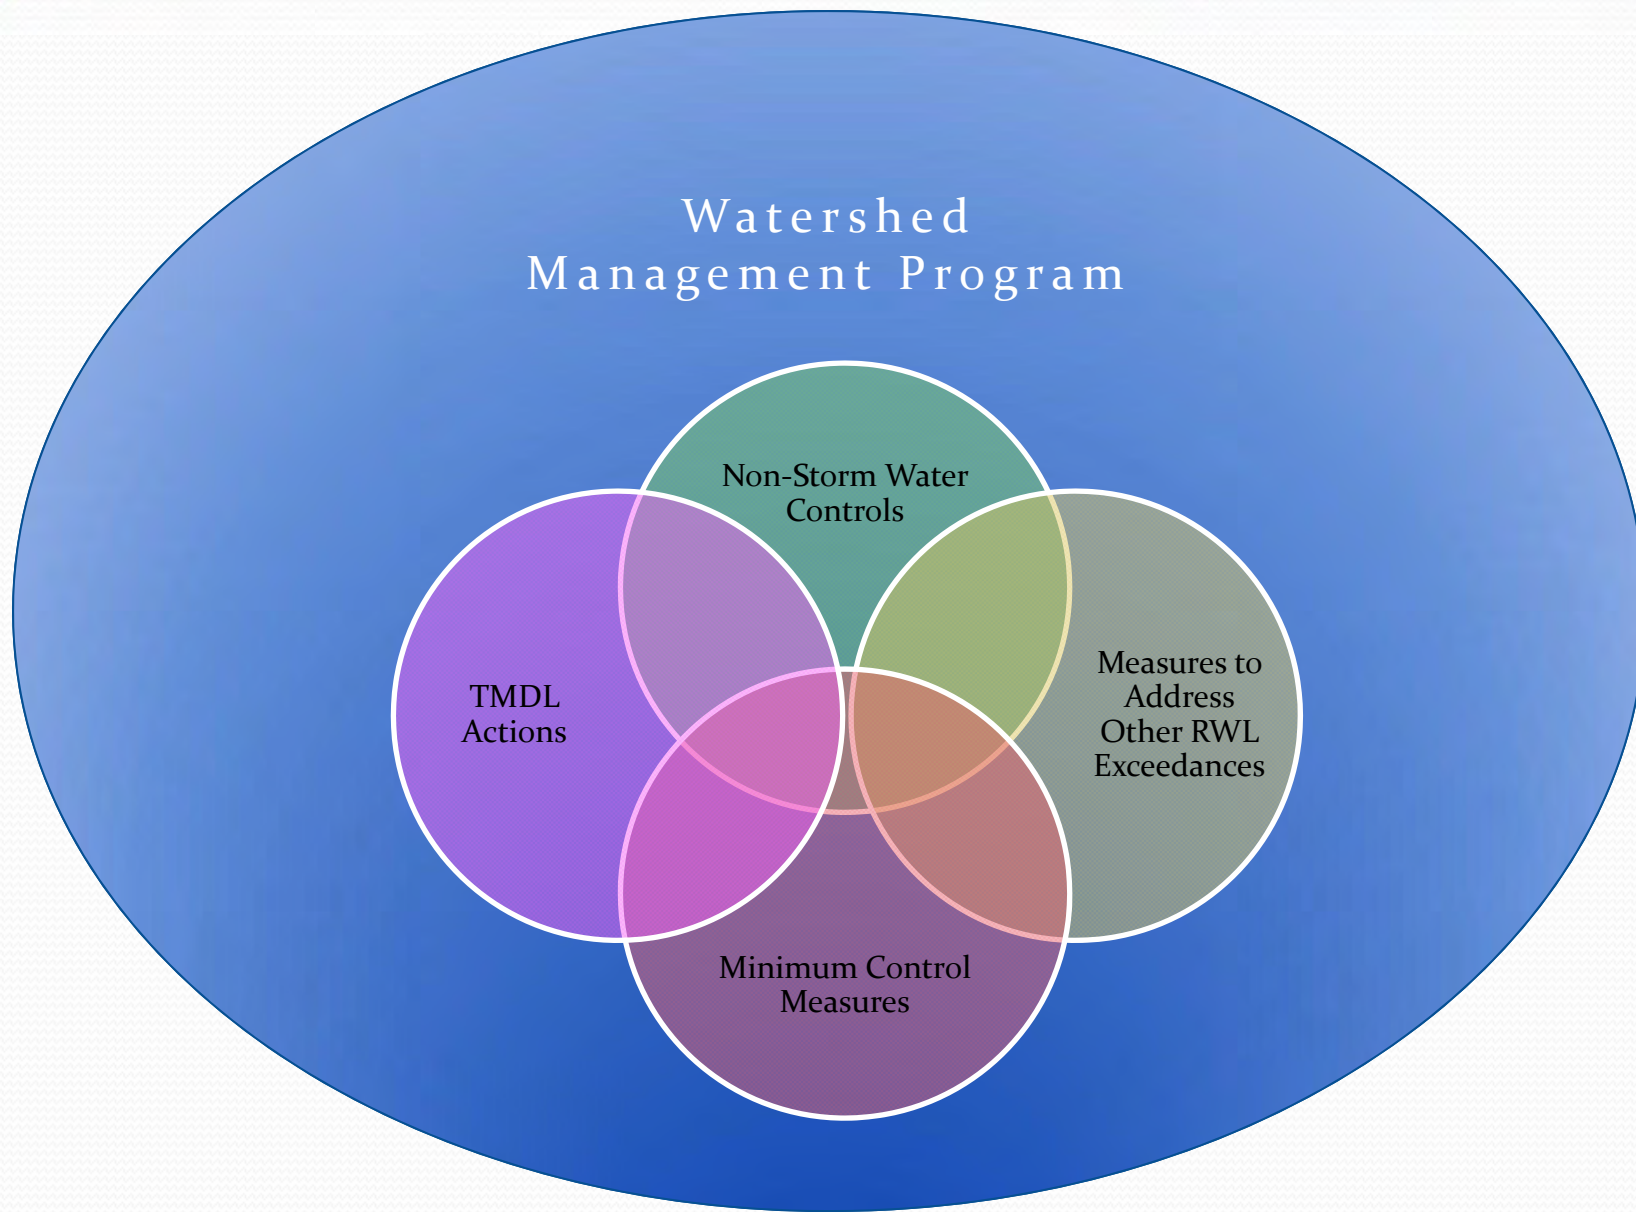 Watershed
Management Program
Non-Storm Water
Controls
TMDL
Actions
Measures to
Address
Other RWL
Exceedances
Minimum Control
Measures